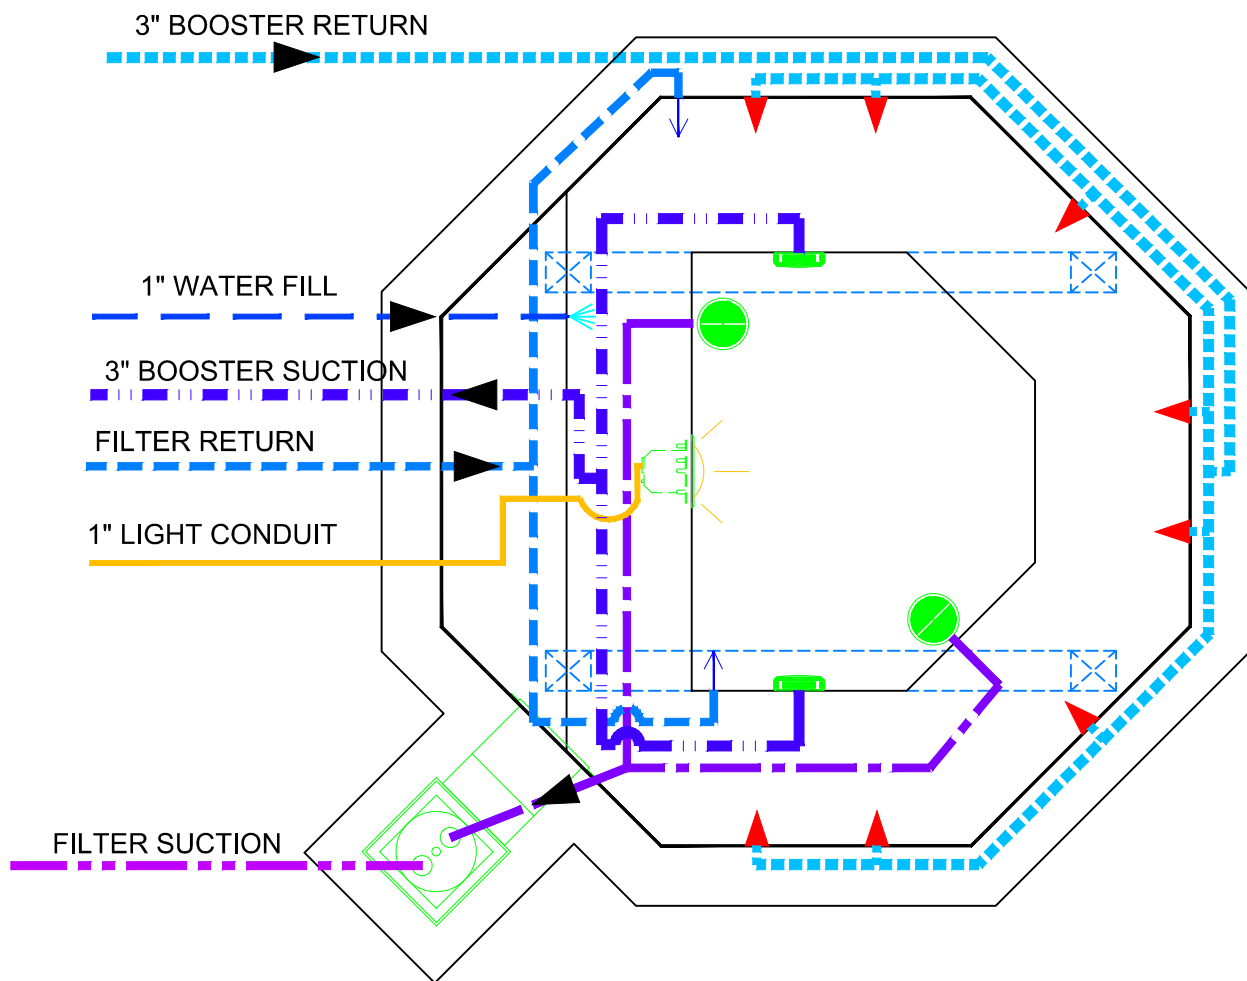 3" BOOSTER RETURN
1" WATER FILL
3" BOOSTER SUCTION
FILTER RETURN
1" LIGHT CONDUIT
FILTER SUCTION